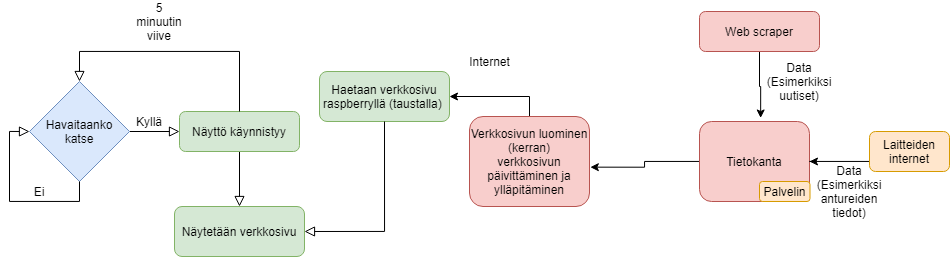 5
minuutin
viive
Havaitaanko
katse
Kyllä
Ei
Näyttö käynnistyy
Näytetään verkkosivu
Haetaan verkkosivu
raspberryllä (taustalla)
Internet
Verkkosivun luominen
(kerran)
verkkosivun
päivittäminen ja
ylläpitäminen
Web scraper
Data
(Esimerkiksi
uutiset)
Tietokanta
Palvelin
Laitteiden
internet
Data
(Esimerkiksi
antureiden
tiedot)